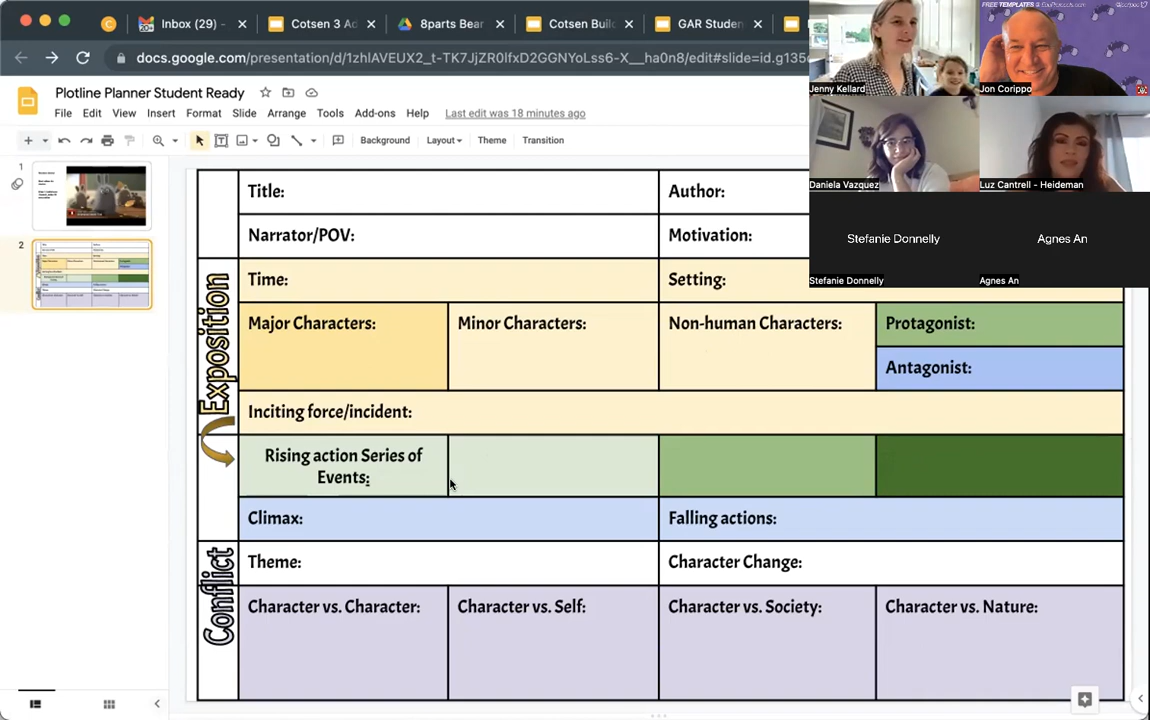 Inbox (29) -
Cotsen 3 Ad
8parts Bear
Cotsen Buil
GAR Studen
FREE TEMPLATES @
docs.google.com/presentation/d/1zhlAVEUX2_t-TK7JjZR0lfxD2GGNYoLss6-X__ha0n8/edit#slide=id.g135
Jenny Kellard
Jon Corippo
Plotline Planner Student Ready
File Edit View Insert Format Slide Arrange Tools Add-ons Help Last edit was 18 minutes ago
Background Layout Theme Transition
Daniela Vazquez
Luz Cantrell - Heideman
Stefanie Donnelly
Agnes An
Stefanie Donnelly
Agnes An
1
2
Title:
Author:
Narrator/POV:
Motivation:
Exposition
Time:
Setting:
Major Characters:
Minor Characters:
Non-human Characters:
Protagonist:
Antagonist:
Inciting force/incident:
Rising action Series of
Events:
Climax:
Falling actions:
Conflict
Theme:
Character Change:
Character vs. Character:
Character vs. Self:
Character vs. Society:
Character vs. Nature: